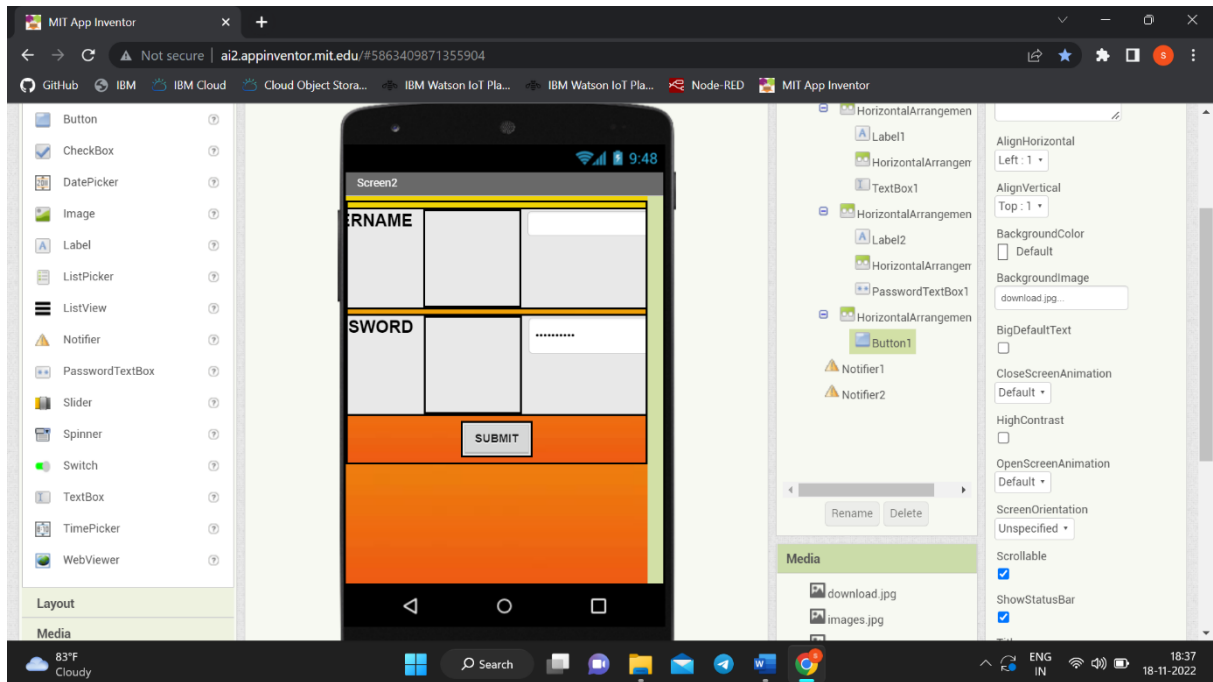 MIT App Inventor
Not secure | ai2.appinventor.mit.edu/#5863409871355904
S
GitHub IBM IBM Cloud Cloud Object Stora... IBM Watson IoT Pla... IBM Watson IoT Pla... Node-RED MIT App Inventor
Button
CheckBox
DatePicker
Image
Label
ListPicker
ListView
Notifier
PasswordTextBox
Slider
Spinner
Switch
TextBox
TimePicker
WebViewer
Layout
Media
9:48
Screen2
ERNAME
SWORD
SUBMIT
HorizontalArrangemen
Label1
HorizontalArrangem
TextBox1
HorizontalArrangemen
Label2
HorizontalArrangem
PasswordTextBox1
HorizontalArrangemen
Button1
Notifier1
Notifier2
Rename Delete
Media
download.jpg
images.jpg
AlignHorizontal
Left : 1
AlignVertical
Top : 1
BackgroundColor
Default
BackgroundImage
download.jpg...
BigDefaultText
CloseScreenAnimation
Default
HighContrast
OpenScreenAnimation
Default
ScreenOrientation
Unspecified
Scrollable
ShowStatusBar
83°F
Cloudy
Search
ENG
IN
18:37
18-11-2022